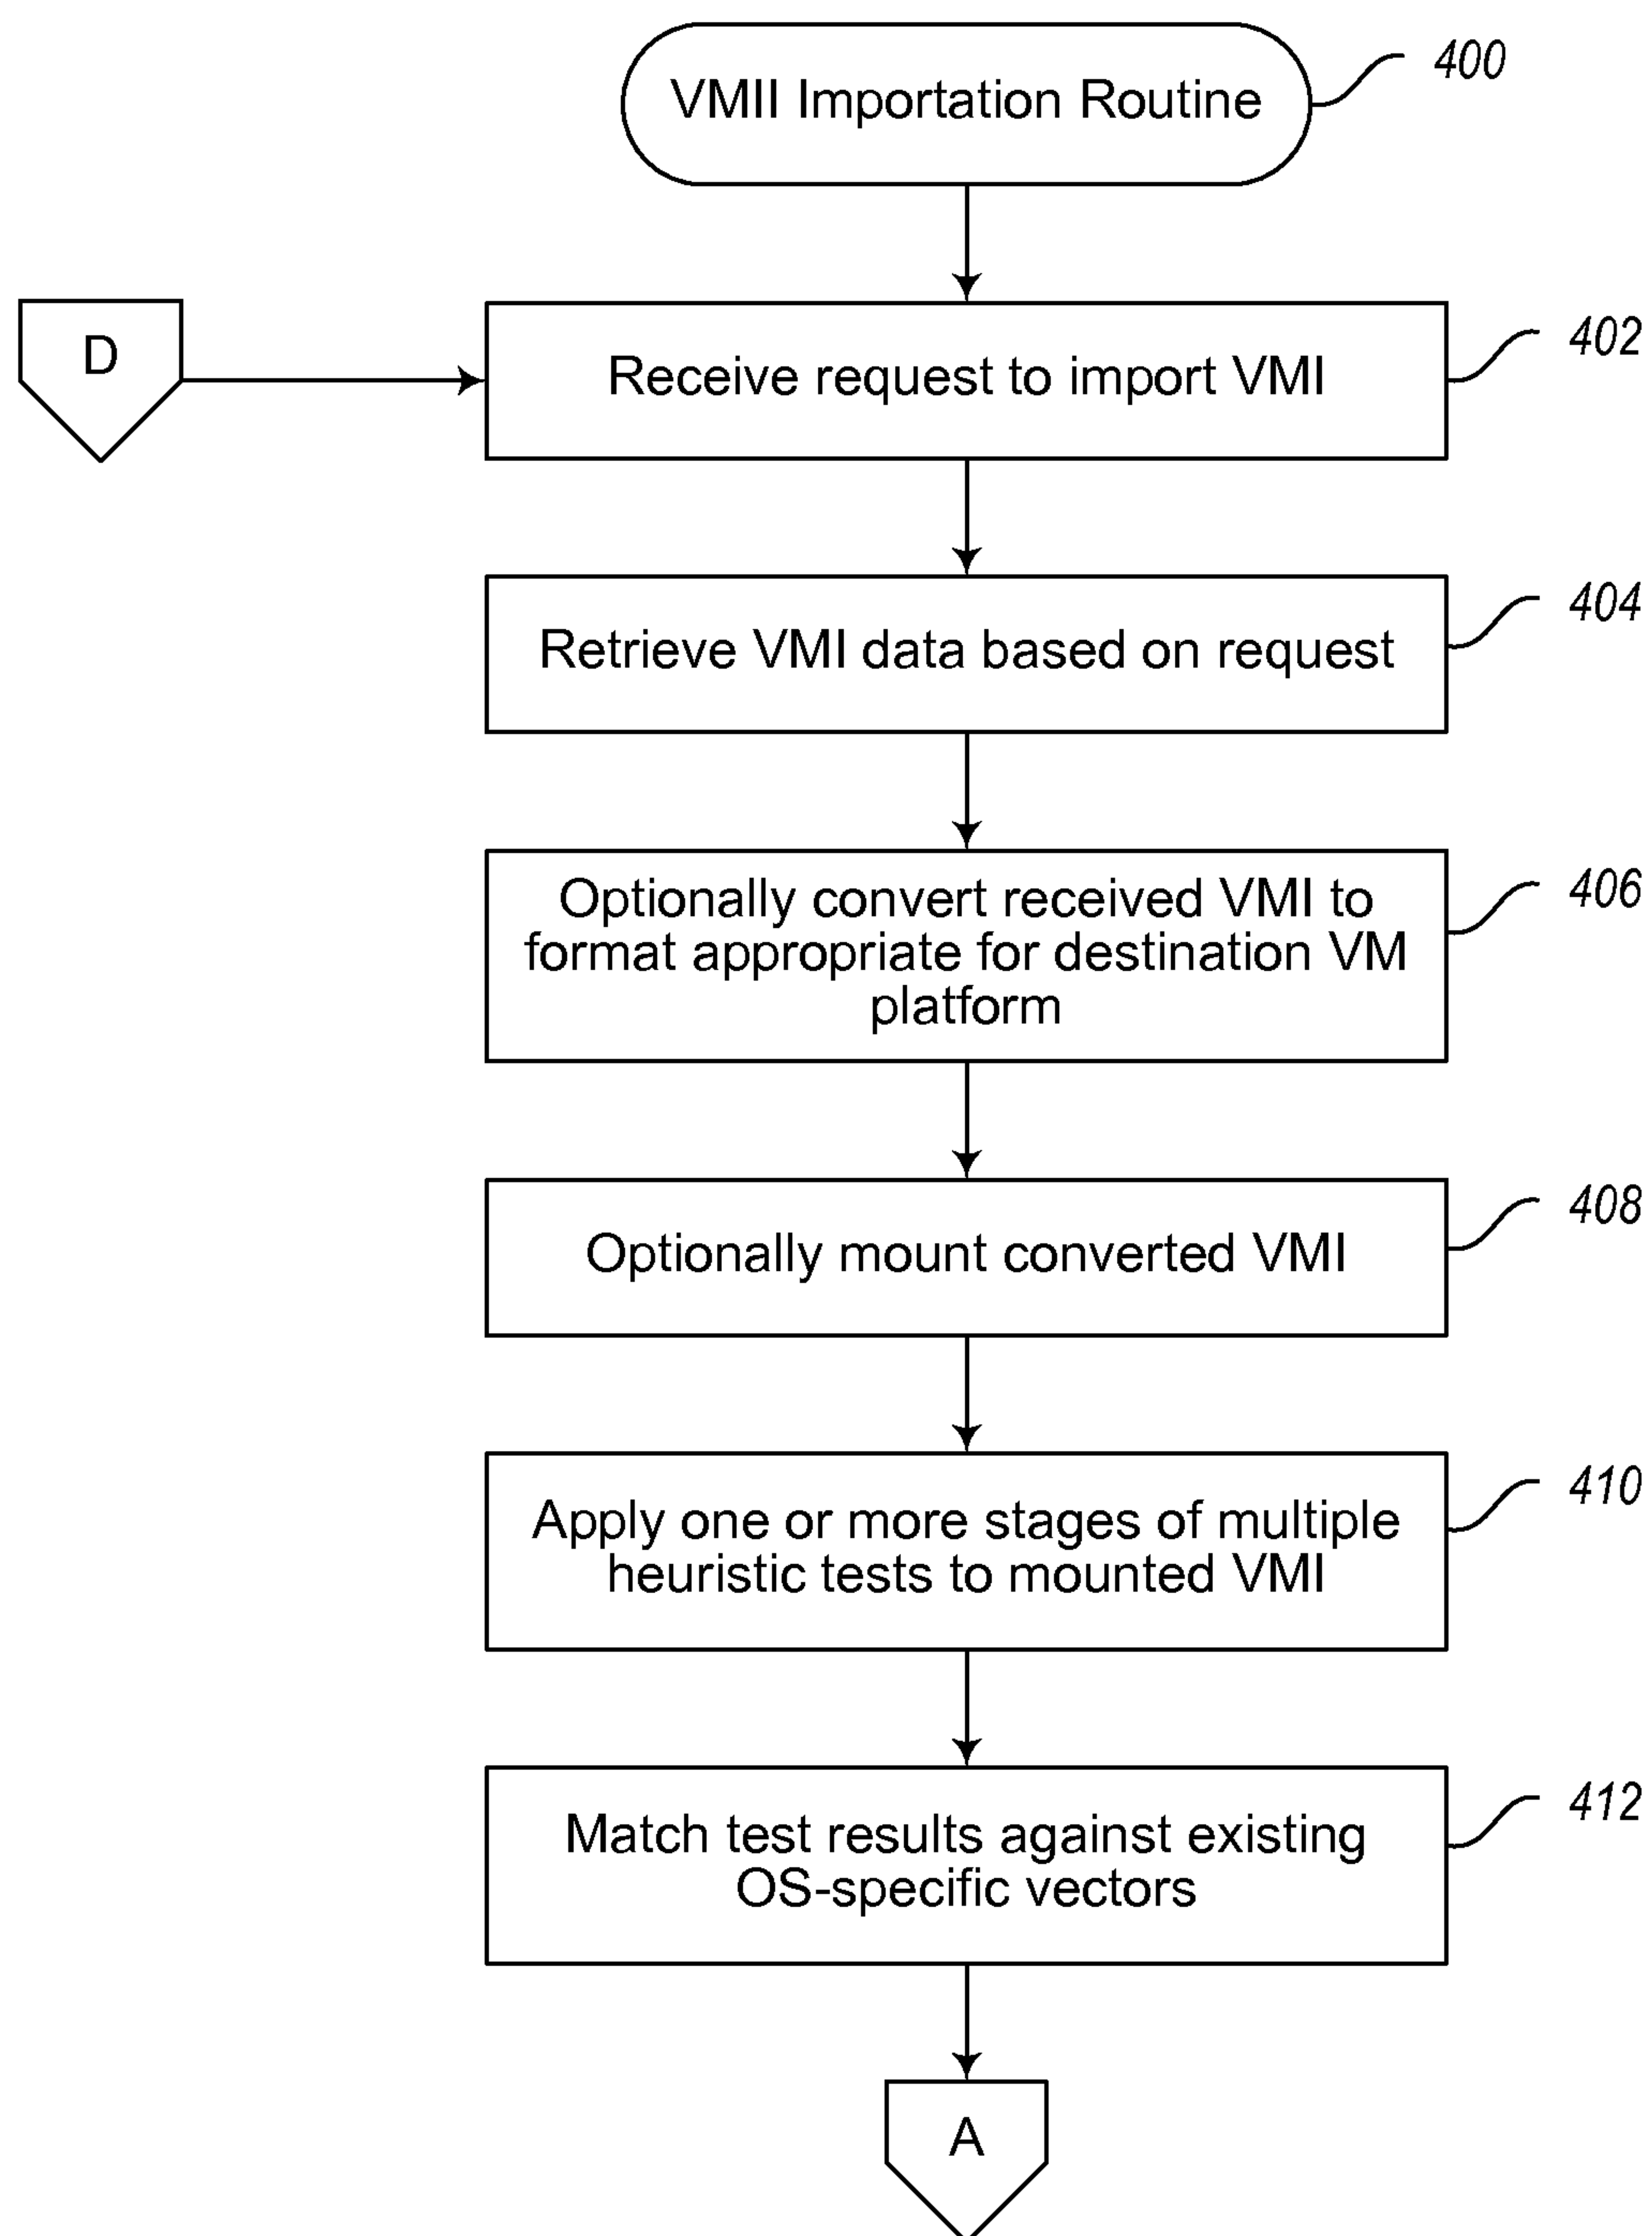 VMII Importation Routine
400
D
Receive request to import VMI
402
Retrieve VMI data based on request
404
Optionally convert received VMI to
format appropriate for destination VM
platform
406
Optionally mount converted VMI
408
Apply one or more stages of multiple
heuristic tests to mounted VMI
410
Match test results against existing
OS-specific vectors
412
A